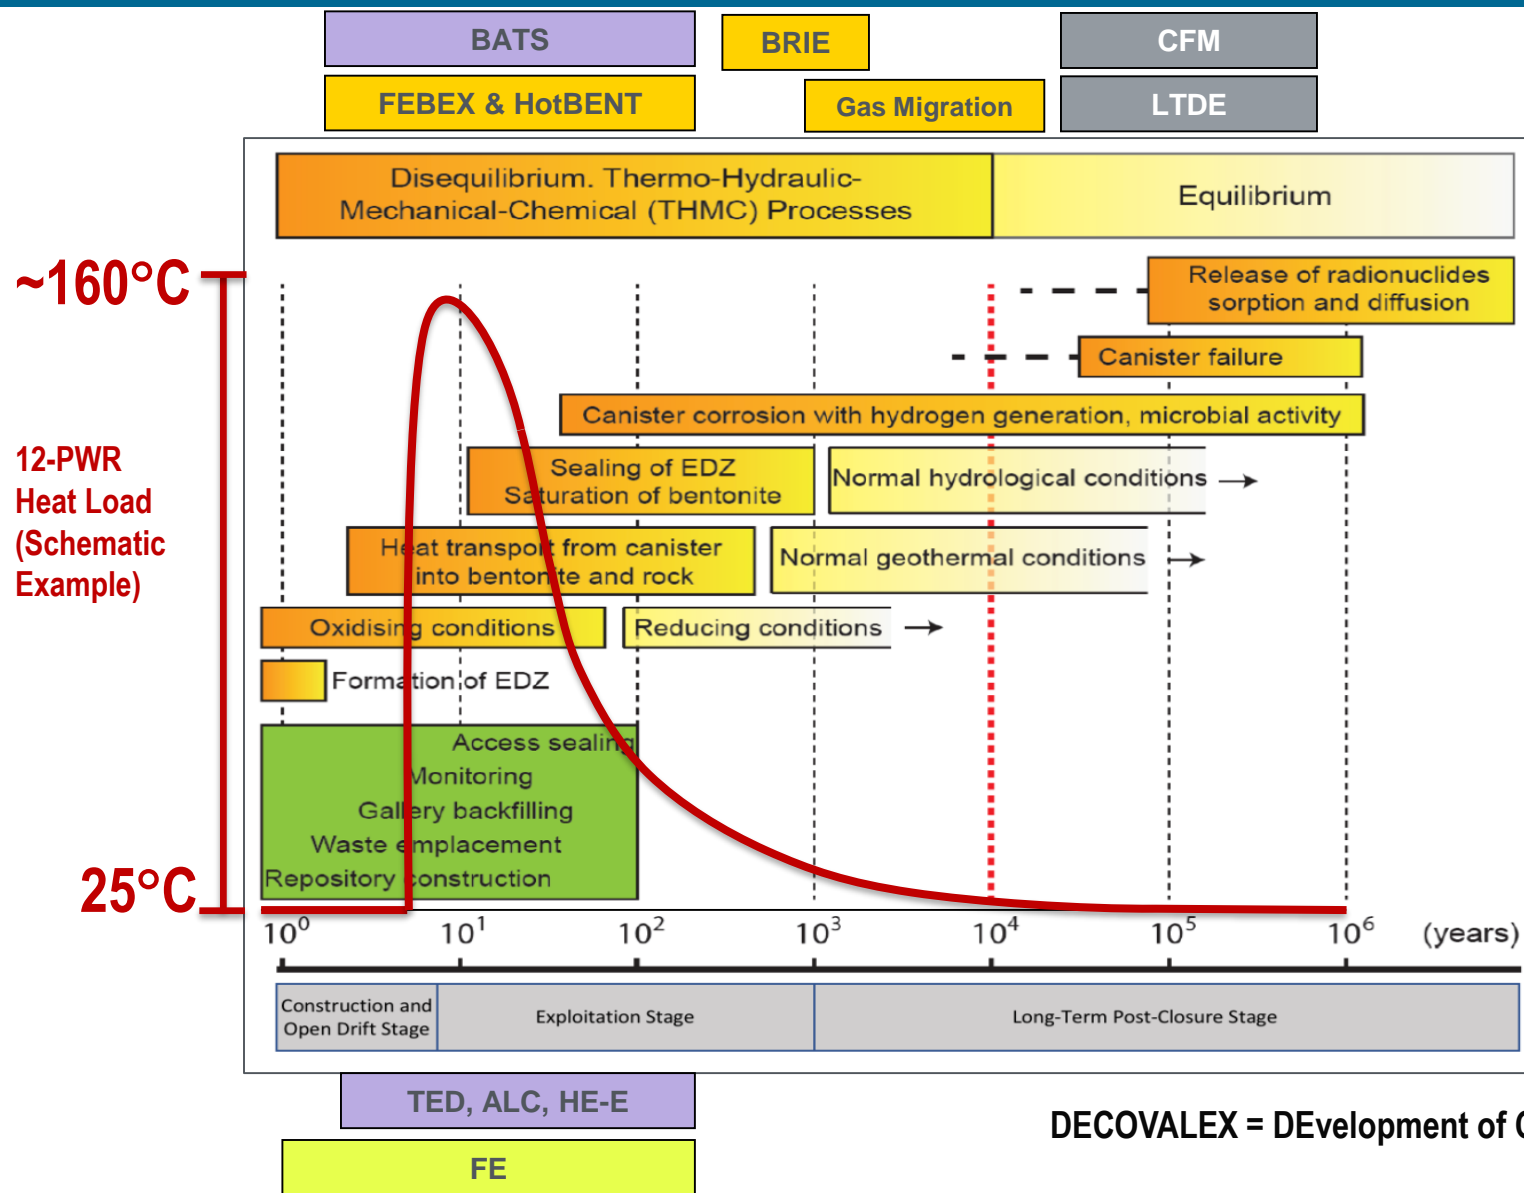 BATS
BRIE
CFM
FEBEX & HotBENT
Gas Migration
LTDE
Disequilibrium. Thermo-Hydraulic-
Mechanical-Chemical (THMC) Processes
Equilibrium
~160°C
Release of radionuclides
sorption and diffusion
Canister failure
Canister corrosion with hydrogen generation, microbial activity
12-PWR
Heat Load
(Schematic
Example)
Sealing of EDZ
Saturation of bentonite
Normal hydrological conditions →
Heat transport from canister
into bentonite and rock
Normal geothermal conditions →
Oxidising conditions
Reducing conditions →
Formation of EDZ
Access sealing
Monitoring
Gallery backfilling
Waste emplacement
Repository construction
25°C
10⁰ 10¹ 10² 10³ 10⁴ 10⁵ 10⁶ (years)
Construction and
Open Drift Stage
Exploitation Stage
Long-Term Post-Closure Stage
TED, ALC, HE-E
DECOVALEX = DEvelopment of
FE